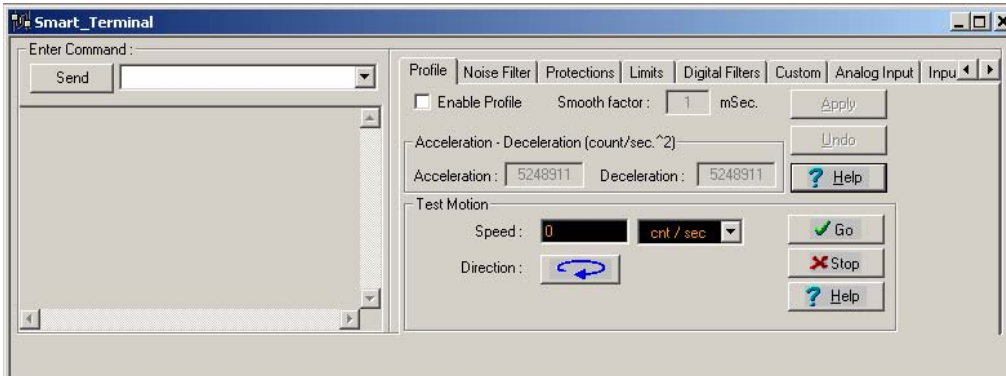 Smart_Terminal
Enter Command :
Send
Profile Noise Filter Protections Limits Digital Filters Custom Analog Input Inpu
Enable Profile Smooth factor : 1 mSec. Apply
Undo
Acceleration - Deceleration (count/sec.^2)
Acceleration : 5248911 Deceleration : 5248911 ? Help
Test Motion
Speed : 0 cnt / sec Go
Direction : Stop
? Help